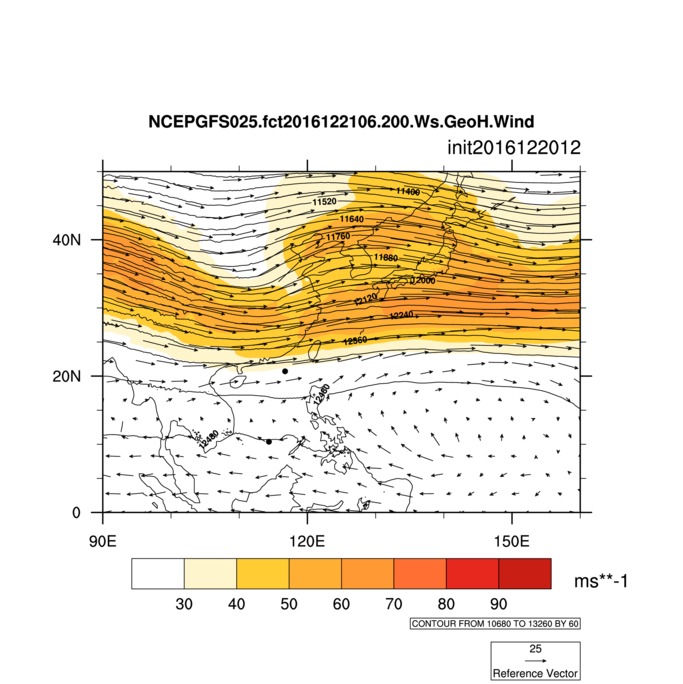 NCEPGFS025.fct2016122106.200.Ws.GeoH.Wind
init2016122012
11400
11520
11640
11760
11880
12000
12120
12240
12360
12480
12480
40N
20N
0
90E 120E 150E
ms**-1
30 40 50 60 70 80 90
CONTOUR FROM 10680 TO 13260 BY 60
25
Reference Vector